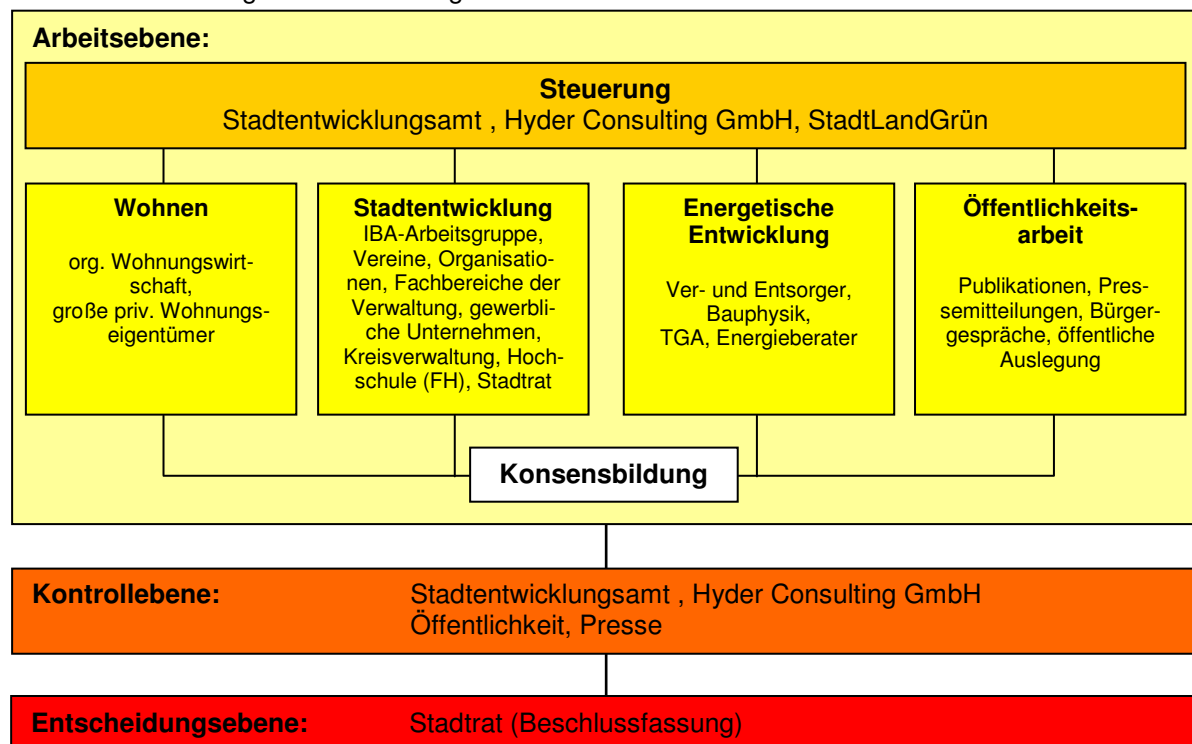 Arbeitsebene:
Steuerung
Stadtentwicklungsamt , Hyder Consulting GmbH, StadtLandGrün
Wohnen
org. Wohnungswirt-
schaft,
große priv. Wohnungs-
eigentümer
Stadtentwicklung
IBA-Arbeitsgruppe,
Vereine, Organisatio-
nen, Fachbereiche der
Verwaltung, gewerbli-
che Unternehmen,
Kreisverwaltung, Hoch-
schule (FH), Stadtrat
Energetische
Entwicklung
Ver- und Entsorger,
Bauphysik,
TGA, Energieberater
Öffentlichkeits-
arbeit
Publikationen, Pres-
semitteilungen, Bürger-
gespräche, öffentliche
Auslegung
Konsensbildung
Kontrollebene: Stadtentwicklungsamt , Hyder Consulting GmbH
Öffentlichkeit, Presse
Entscheidungsebene: Stadtrat (Beschlussfassung)